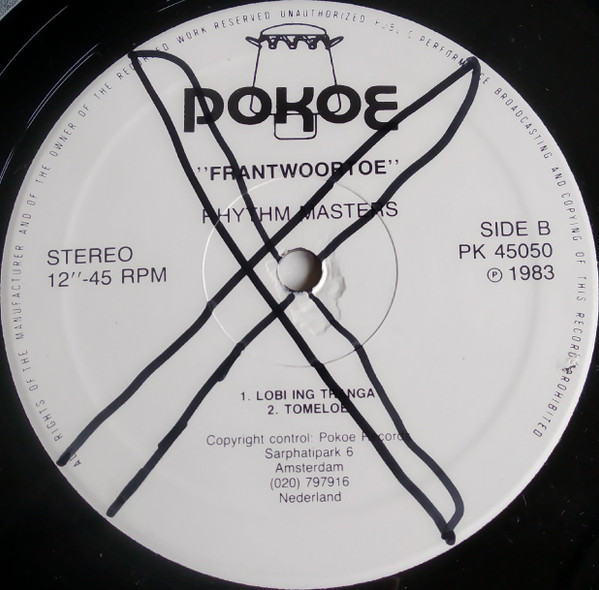 ALL RIGHTS OF THE MANUFACTURER AND OF THE OWNER OF THE RECORDED WORK RESERVED UNAUTHORIZED PUBLIC PERFORMANCE BROADCASTING AND COPYING OF THIS RECORD PROHIBITED
POKOE
"FRANTWOORTOE"
RHYTHM MASTERS
STEREO
12"-45 RPM
SIDE B
PK 45050
Ⓟ 1983
1. LOBI ING TRANGA
2. TOMELOE
Copyright control: Pokoe Records
Sarphatipark 6
Amsterdam
(020) 797916
Nederland